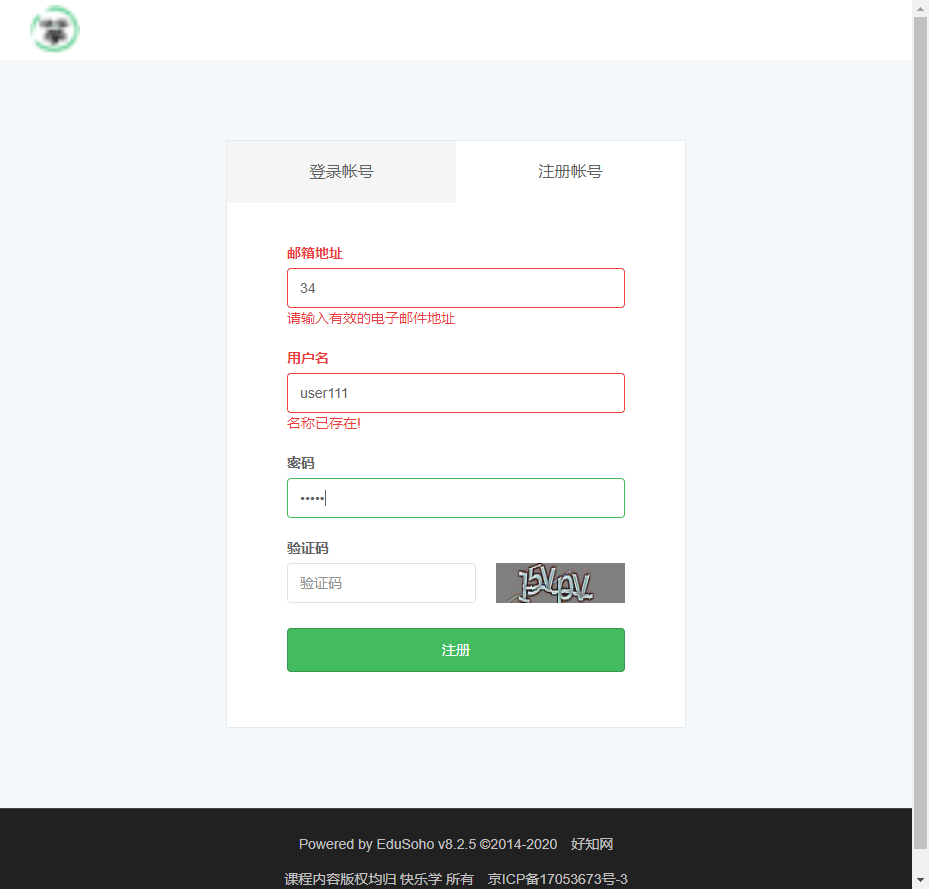 登录帐号
注册帐号
邮箱地址
34
请输入有效的电子邮件地址
用户名
user111
名称已存在!
密码
•••••
验证码
验证码
注册
Powered by EduSoho v8.2.5 ©2014-2020 好知网
课程内容版权均归 快乐学 所有 京ICP备17053673号-3